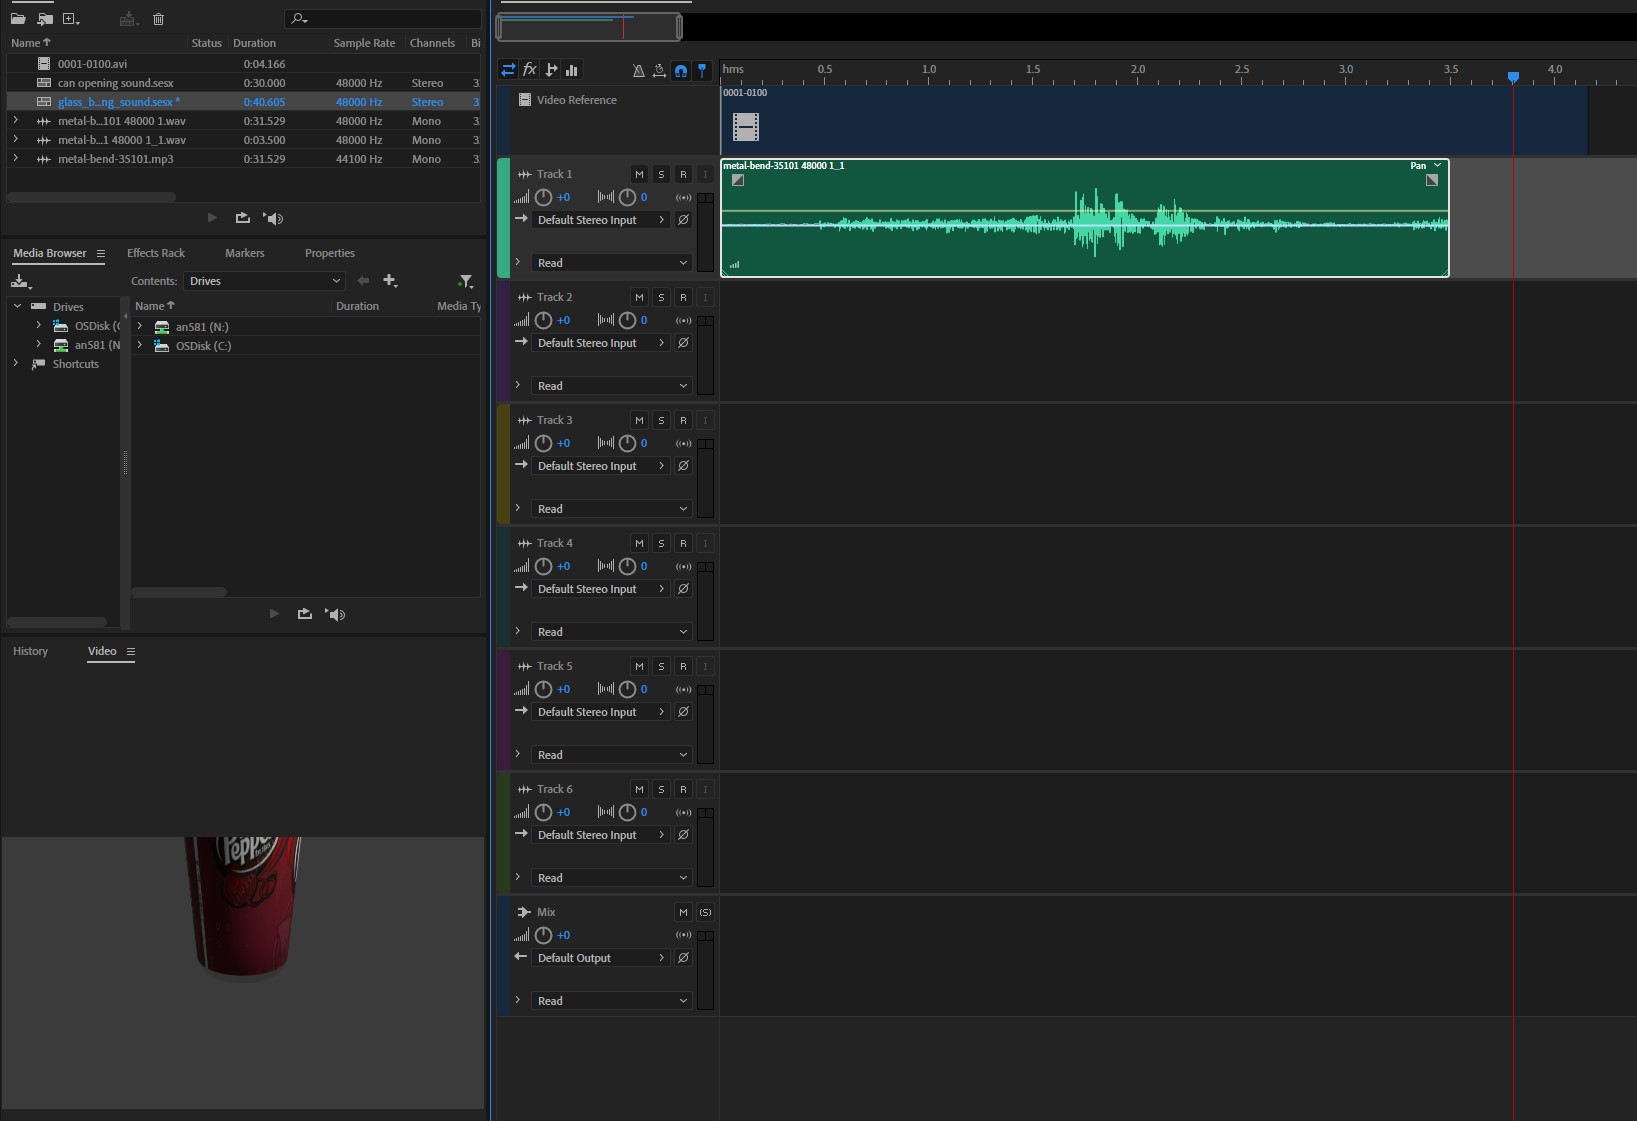 Name Status Duration Sample Rate Channels Bi
0001-0100.avi 0:04.166
can opening sound.sesx 0:30.000 48000 Hz Stereo 3
glass_b...ng_sound.sesx * 0:40.605 48000 Hz Stereo 3
metal-b...101 48000 1.wav 0:31.529 48000 Hz Mono 3
metal-b...1 48000 1_1.wav 0:03.500 48000 Hz Mono 3
metal-bend-35101.mp3 0:31.529 44100 Hz Mono 3
Media Browser Effects Rack Markers Properties
Contents: Drives
Drives
OSDisk (
an581 (N
Shortcuts
Name Duration Media Ty
an581 (N:)
OSDisk (C:)
History Video
Peppe
fx
hms 0.5 1.0 1.5 2.0 2.5 3.0 3.5 4.0
Video Reference
0001-0100
Track 1 M S R I
+0 0
Default Stereo Input
Read
metal-bend-35101 48000 1_1 Pan
Track 2 M S R I
+0 0
Default Stereo Input
Read
Track 3 M S R I
+0 0
Default Stereo Input
Read
Track 4 M S R I
+0 0
Default Stereo Input
Read
Track 5 M S R I
+0 0
Default Stereo Input
Read
Track 6 M S R I
+0 0
Default Stereo Input
Read
Mix M (S)
+0
Default Output
Read